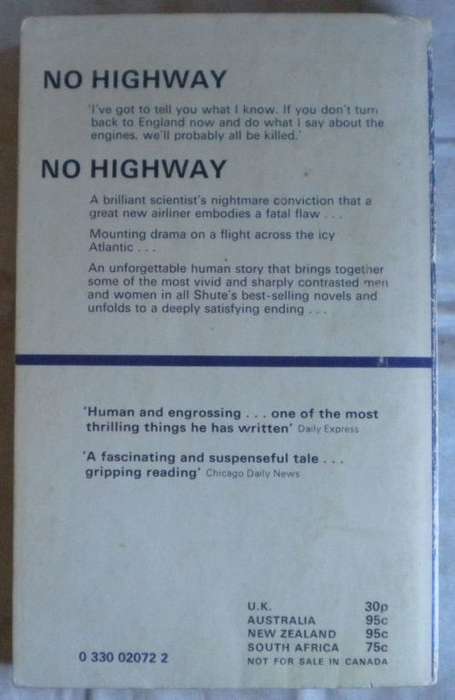 NO HIGHWAY
'I've got to tell you what I know. If you don't turn
back to England now and do what I say about the
engines, we'll probably all be killed.'
NO HIGHWAY
A brilliant scientist's nightmare conviction that a
great new airliner embodies a fatal flaw . . .
Mounting drama on a flight across the icy
Atlantic . . .
An unforgettable human story that brings together
some of the most vivid and sharply contrasted men
and women in all Shute's best-selling novels and
unfolds to a deeply satisfying ending . . .
'Human and engrossing . . . one of the most
thrilling things he has written' Daily Express
'A fascinating and suspenseful tale . . .
gripping reading' Chicago Daily News
U.K. 30p
AUSTRALIA 95c
NEW ZEALAND 95c
SOUTH AFRICA 75c
NOT FOR SALE IN CANADA
0 330 02072 2